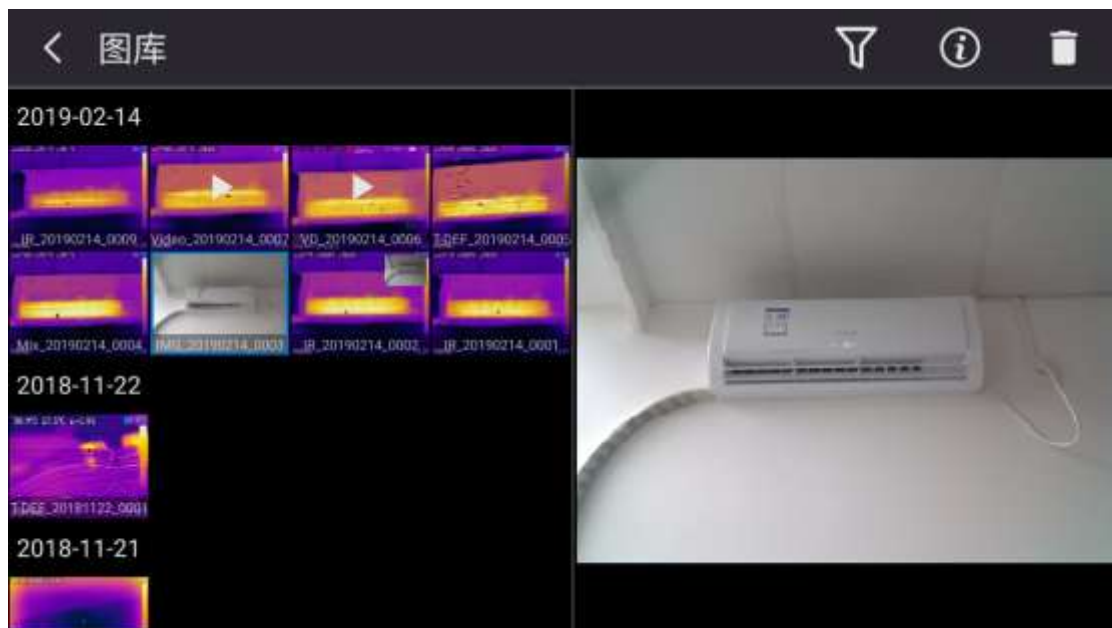 图库
2019-02-14
IR_20190214_0009 Video_20190214_0007 VD_20190214_0006 T-DEF_20190214_0005
Mix_20190214_0004 IMG_20190214_0003 IR_20190214_0002 IR_20190214_0001
2018-11-22
T-DEF_20181122_0001
2018-11-21